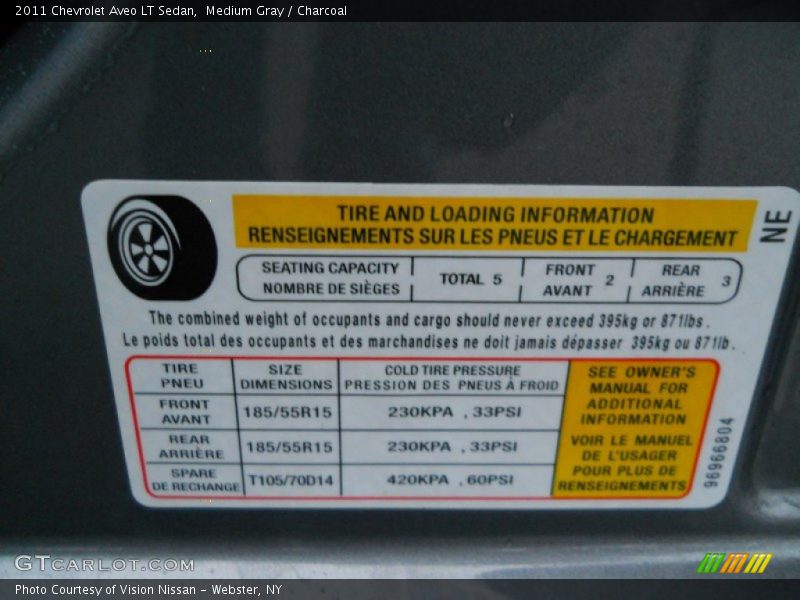 2011 Chevrolet Aveo LT Sedan,  Medium Gray / Charcoal
TIRE AND LOADING INFORMATION
RENSEIGNEMENTS SUR LES PNEUS ET LE CHARGEMENT
NE
SEATING CAPACITY
NOMBRE DE SIÈGES
TOTAL 5
FRONT
AVANT
2
REAR
ARRIÈRE
3
The combined weight of occupants and cargo should never exceed 395kg or 871lbs.
Le poids total des occupants et des marchandises ne doit jamais dépasser 395kg ou 871lb.
TIRE
PNEU
SIZE
DIMENSIONS
COLD TIRE PRESSURE
PRESSION DES PNEUS À FROID
FRONT
AVANT
185/55R15
230KPA , 33PSI
REAR
ARRIÈRE
185/55R15
230KPA , 33PSI
SPARE
DE RECHANGE
T105/70D14
420KPA , 60PSI
SEE OWNER'S
MANUAL FOR
ADDITIONAL
INFORMATION
VOIR LE MANUEL
DE L'USAGER
POUR PLUS DE
RENSEIGNEMENTS
96966804
GTCARLOT.COM
Photo Courtesy of Vision Nissan - Webster, NY